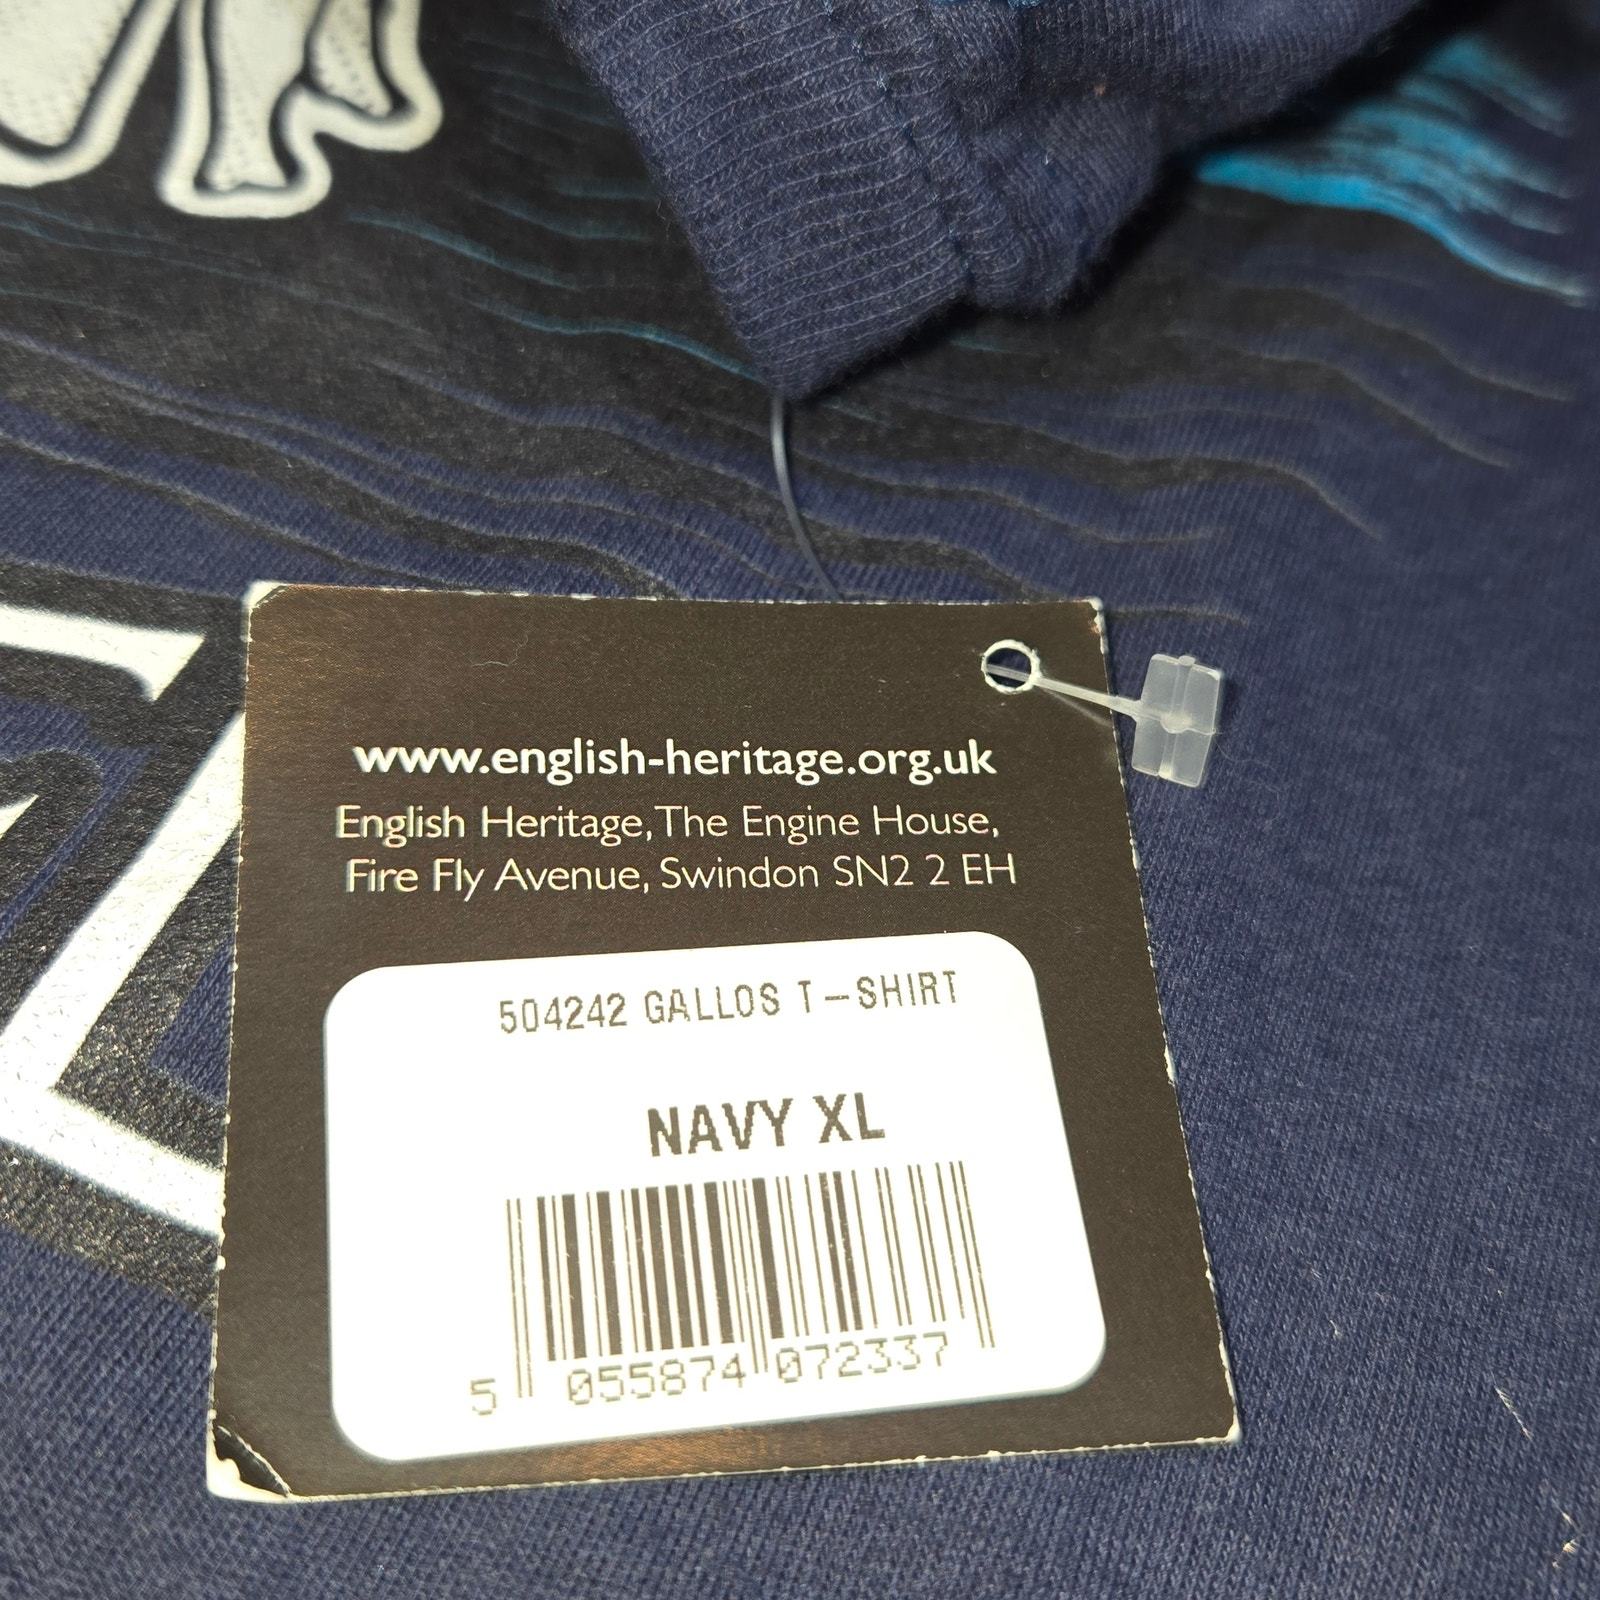 www.english-heritage.org.uk
English Heritage, The Engine House,
Fire Fly Avenue, Swindon SN2 2 EH
504242 GALLOS T-SHIRT
NAVY XL
5 055874 072337